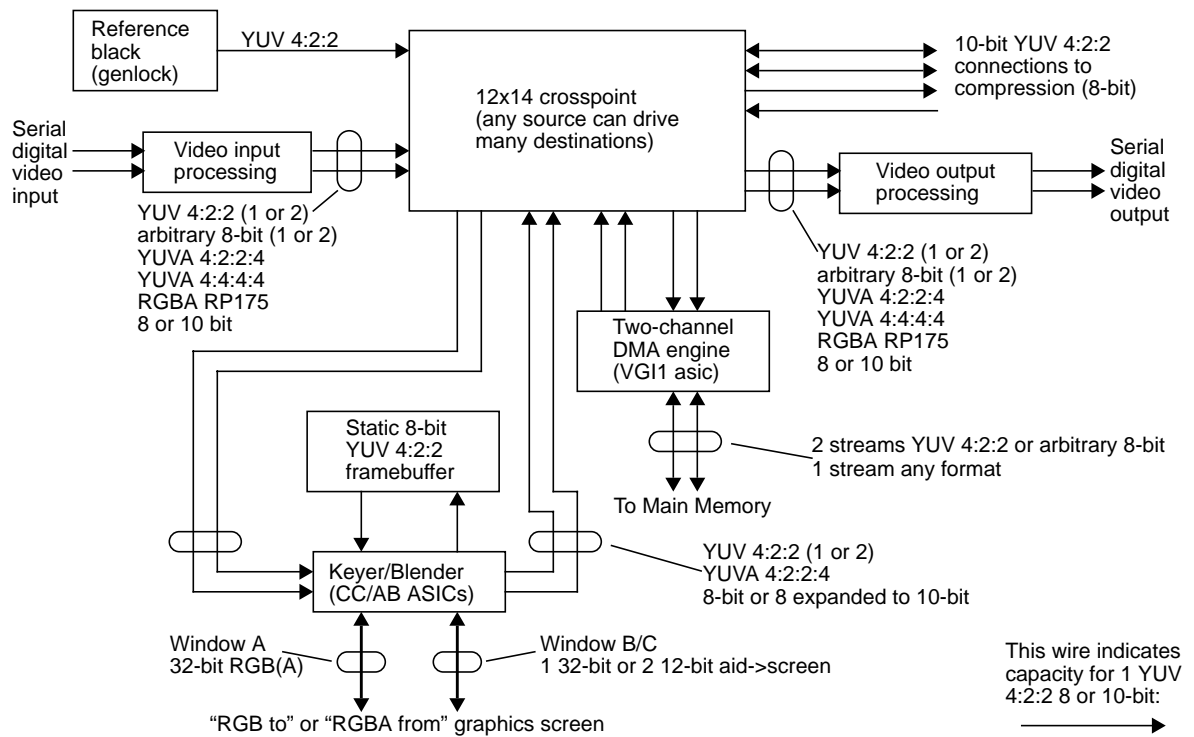 Reference
black
(genlock)
YUV 4:2:2
12x14 crosspoint
(any source can drive
many destinations)
10-bit YUV 4:2:2
connections to
compression (8-bit)
Serial
digital
video
input
Video input
processing
Video output
processing
Serial
digital
video
output
YUV 4:2:2 (1 or 2)
arbitrary 8-bit (1 or 2)
YUVA 4:2:2:4
YUVA 4:4:4:4
RGBA RP175
8 or 10 bit
YUV 4:2:2 (1 or 2)
arbitrary 8-bit (1 or 2)
YUVA 4:2:2:4
YUVA 4:4:4:4
RGBA RP175
8 or 10 bit
Two-channel
DMA engine
(VGI1 asic)
Static 8-bit
YUV 4:2:2
framebuffer
2 streams YUV 4:2:2 or arbitrary 8-bit
1 stream any format
To Main Memory
Keyer/Blender
(CC/AB ASICs)
YUV 4:2:2 (1 or 2)
YUVA 4:2:2:4
8-bit or 8 expanded to 10-bit
Window A
32-bit RGB(A)
Window B/C
1 32-bit or 2 12-bit aid->screen
This wire indicates
capacity for 1 YUV
4:2:2 8 or 10-bit:
“RGB to” or “RGBA from” graphics screen